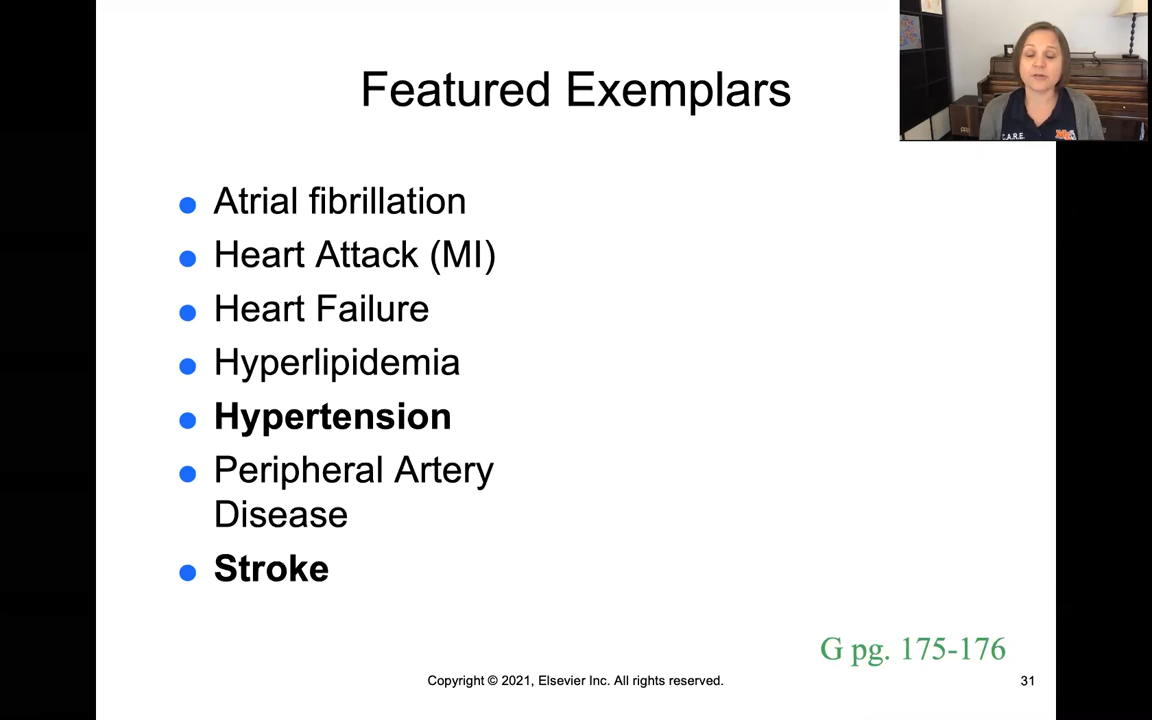 Featured Exemplars
Atrial fibrillation
Heart Attack (MI)
Heart Failure
Hyperlipidemia
Hypertension
Peripheral Artery
Disease
Stroke
G pg. 175-176
Copyright © 2021, Elsevier Inc. All rights reserved.
31
C.A.R.E.